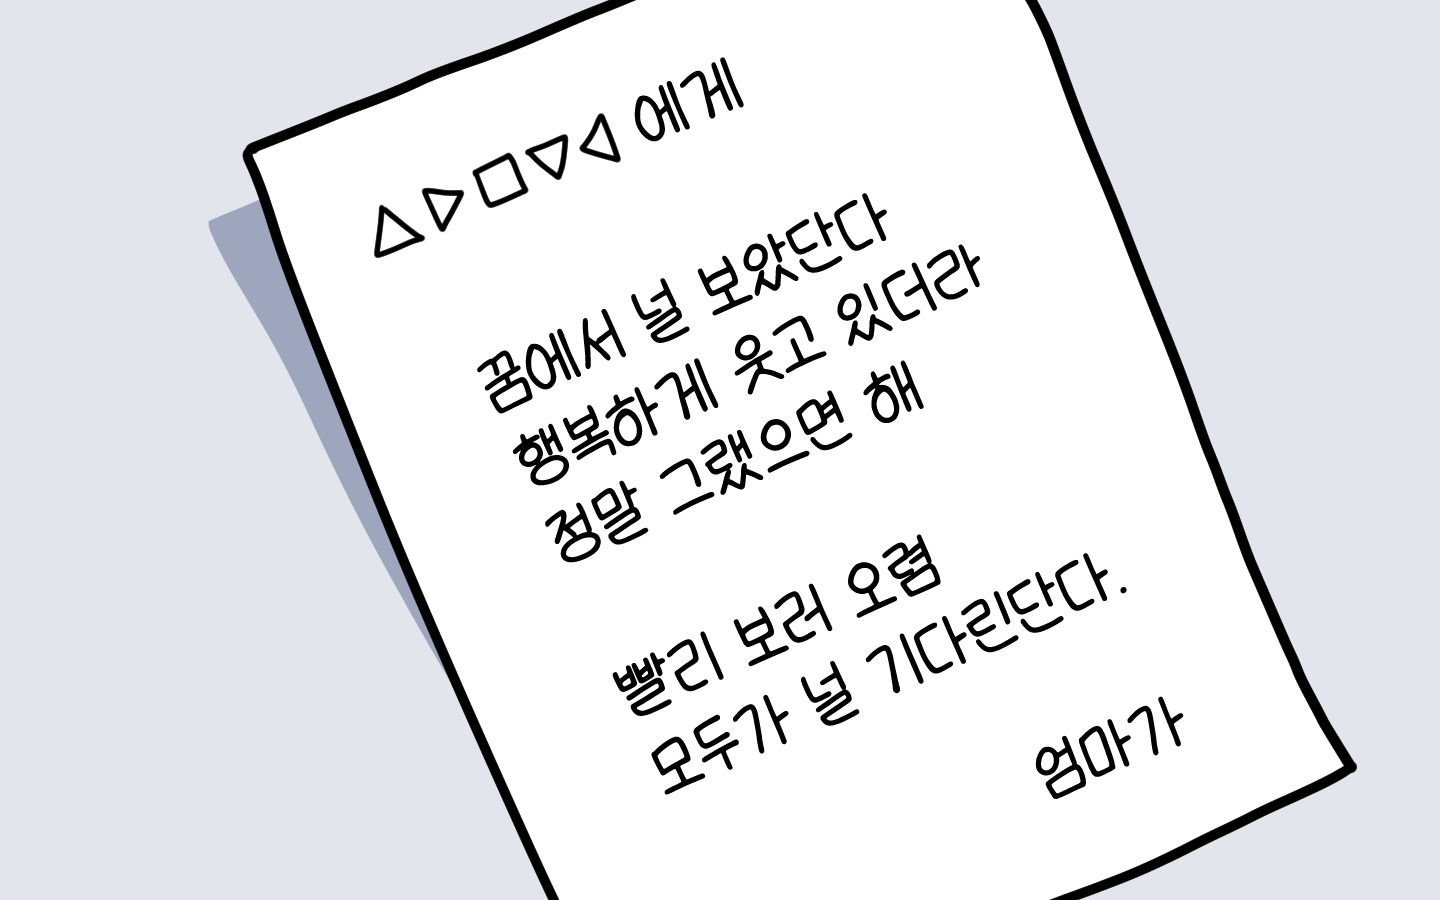 △▷□▽◁ 에게
꿈에서 널 보았단다
행복하게 웃고 있더라
정말 그랬으면 해
빨리 보러 오렴
모두가 널 기다린단다.
엄마가